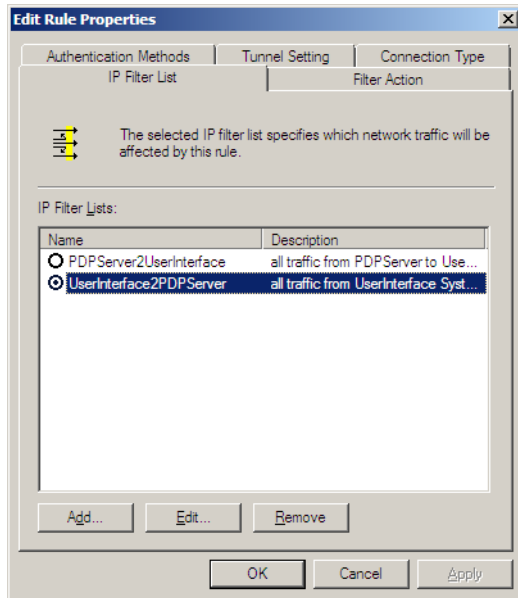 Edit Rule Properties
Authentication Methods Tunnel Setting Connection Type
IP Filter List Filter Action
The selected IP filter list specifies which network traffic will be
affected by this rule.
IP Filter Lists:
Name Description
PDPServer2UserInterface all traffic from PDPServer to Use...
UserInterface2PDPServer all traffic from UserInterface Syst...
Add... Edit... Remove
OK Cancel Apply